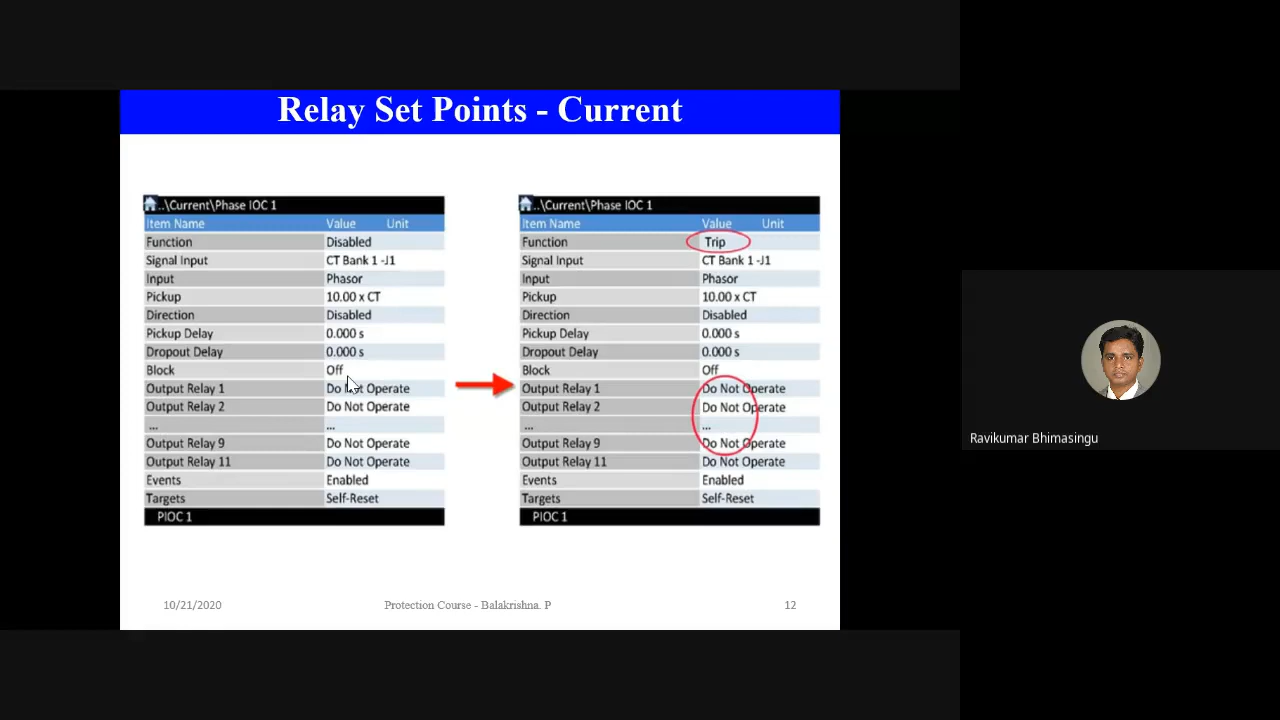 Relay Set Points - Current
..\Current\Phase IOC 1
Item Name Value Unit
Function Disabled
Signal Input CT Bank 1 -J1
Input Phasor
Pickup 10.00 x CT
Direction Disabled
Pickup Delay 0.000 s
Dropout Delay 0.000 s
Block Off
Output Relay 1 Do Not Operate
Output Relay 2 Do Not Operate
... ...
Output Relay 9 Do Not Operate
Output Relay 11 Do Not Operate
Events Enabled
Targets Self-Reset
PIOC 1
..\Current\Phase IOC 1
Item Name Value Unit
Function Trip
Signal Input CT Bank 1 -J1
Input Phasor
Pickup 10.00 x CT
Direction Disabled
Pickup Delay 0.000 s
Dropout Delay 0.000 s
Block Off
Output Relay 1 Do Not Operate
Output Relay 2 Do Not Operate
... ...
Output Relay 9 Do Not Operate
Output Relay 11 Do Not Operate
Events Enabled
Targets Self-Reset
PIOC 1
10/21/2020 Protection Course - Balakrishna. P 12
Ravikumar Bhimasingu